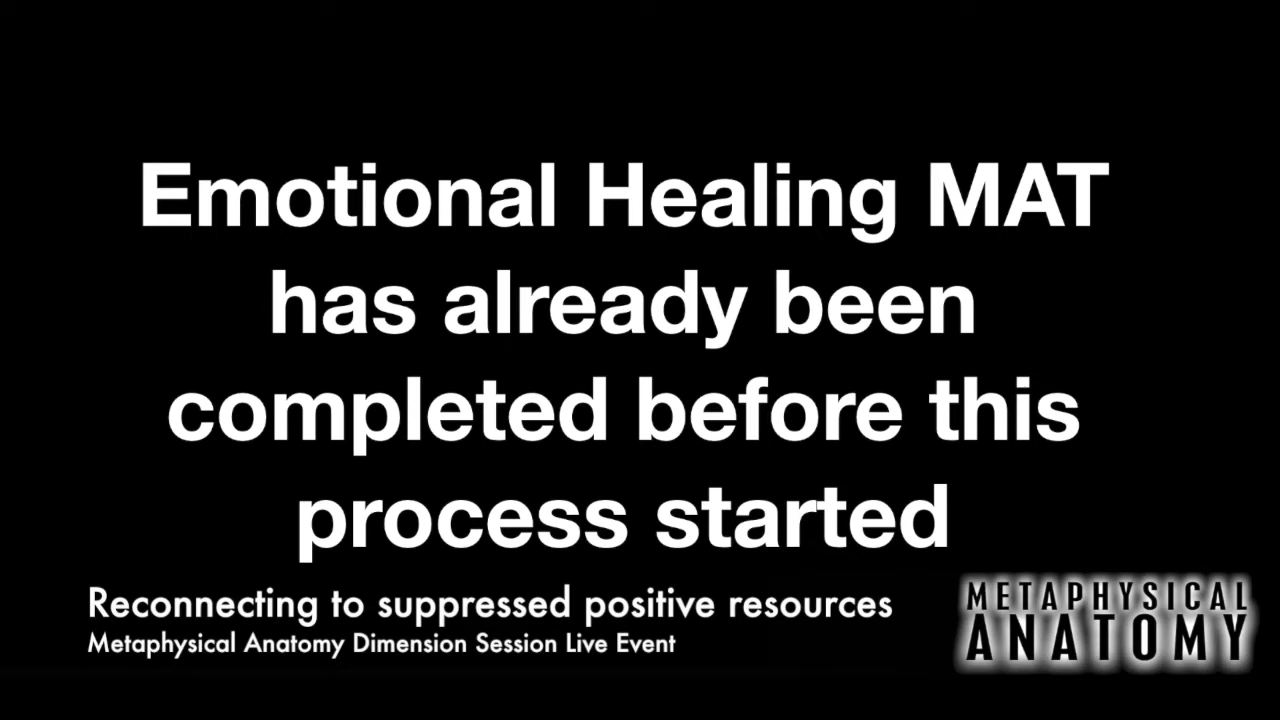 Emotional Healing MAT
has already been
completed before this
process started
Reconnecting to suppressed positive resources
Metaphysical Anatomy Dimension Session Live Event
METAPHYSICAL
ANATOMY